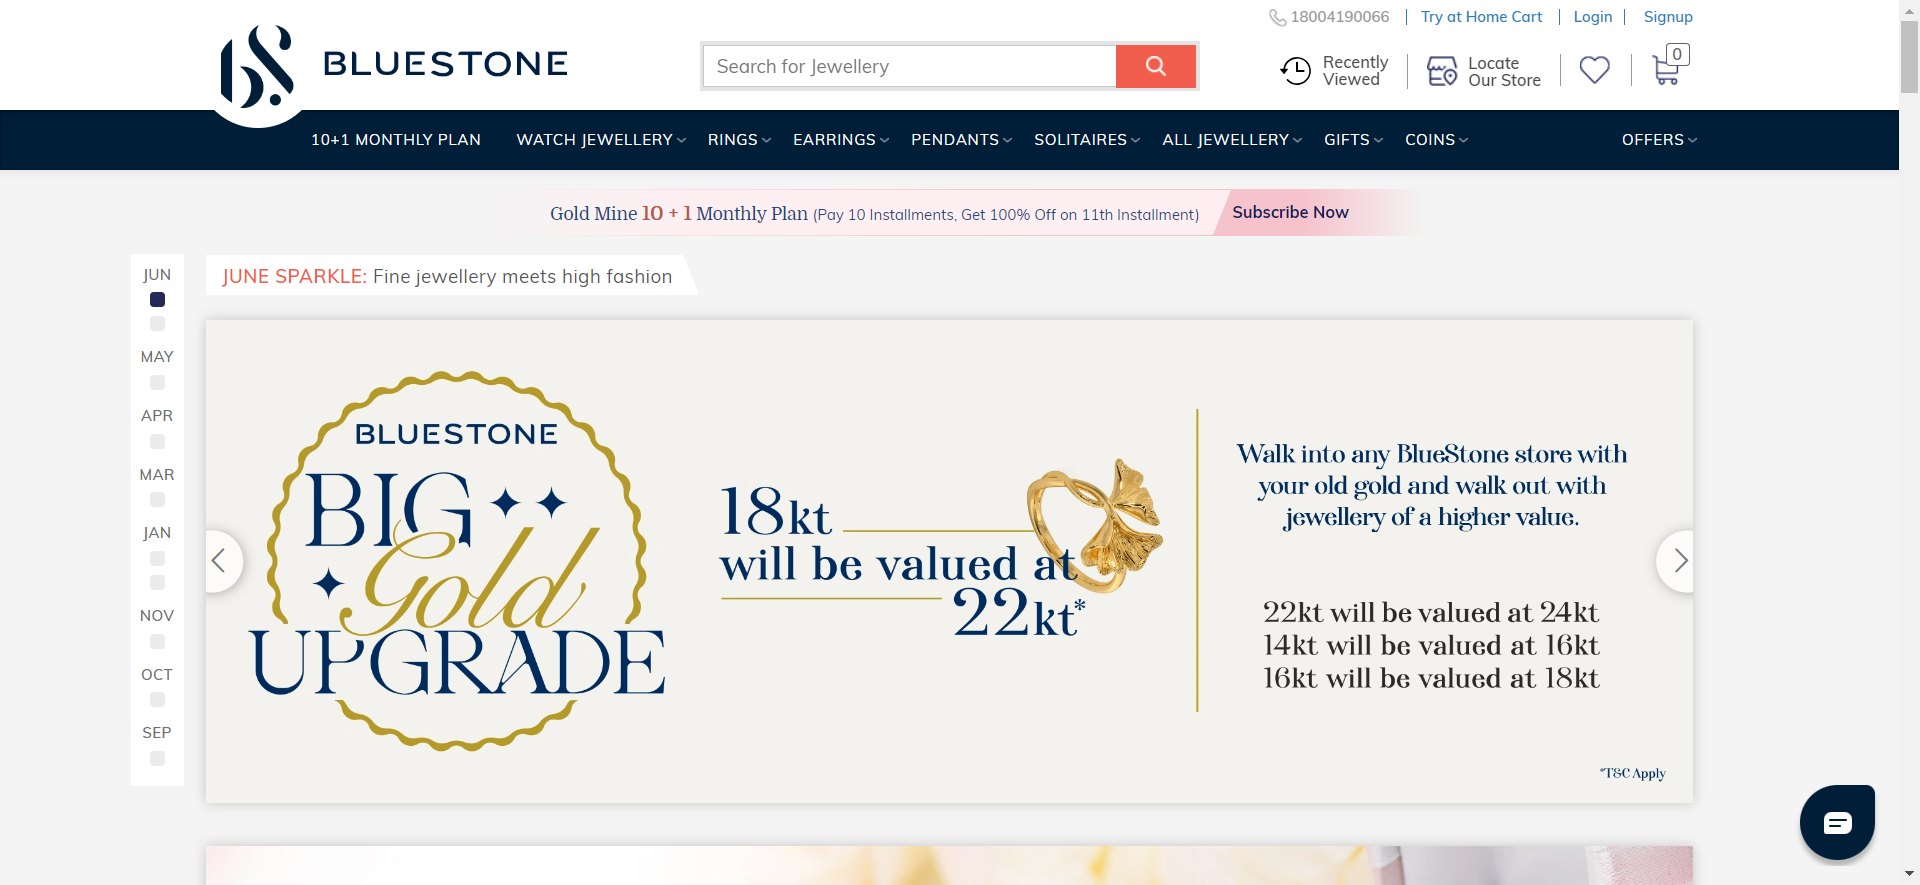 18004190066
Try at Home Cart
Login
Signup
BLUESTONE
Search for Jewellery
Recently
Viewed
Locate
Our Store
0
10+1 MONTHLY PLAN
WATCH JEWELLERY
RINGS
EARRINGS
PENDANTS
SOLITAIRES
ALL JEWELLERY
GIFTS
COINS
OFFERS
Gold Mine 10 + 1 Monthly Plan (Pay 10 Installments, Get 100% Off on 11th Installment)
Subscribe Now
JUN
MAY
APR
MAR
JAN
NOV
OCT
SEP
JUNE SPARKLE: Fine jewellery meets high fashion
BLUESTONE
BIG
Gold
UPGRADE
18kt
will be valued at
22kt*
Walk into any BlueStone store with
your old gold and walk out with
jewellery of a higher value.
22kt will be valued at 24kt
14kt will be valued at 16kt
16kt will be valued at 18kt
*T&C Apply